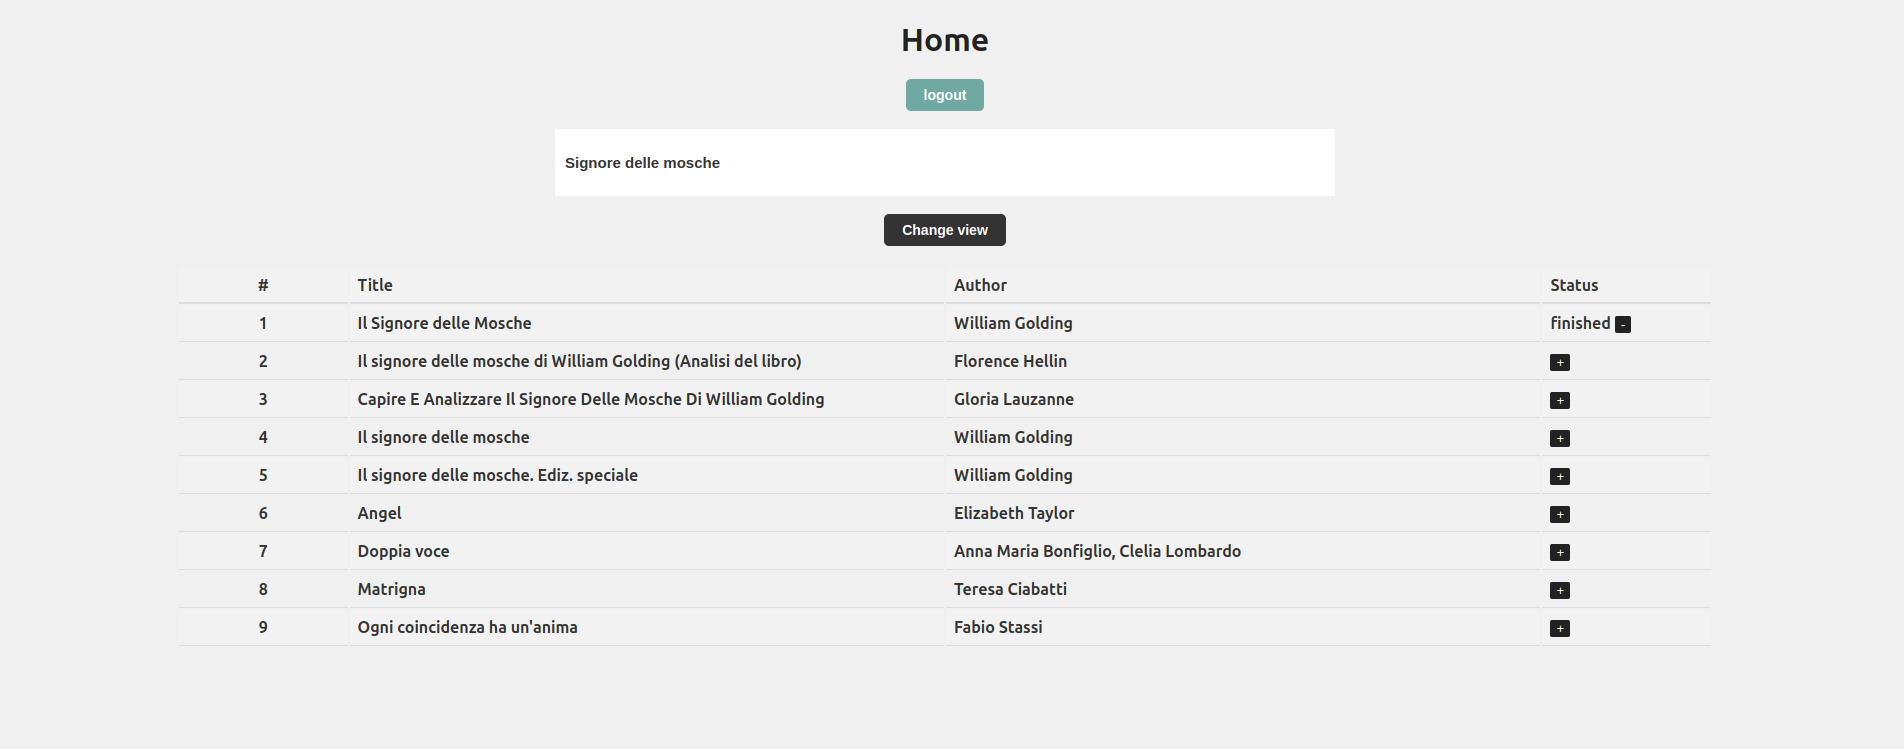 Home
logout
Signore delle mosche
Change view
# Title Author Status
1 Il Signore delle Mosche William Golding finished -
2 Il signore delle mosche di William Golding (Analisi del libro) Florence Hellin +
3 Capire E Analizzare Il Signore Delle Mosche Di William Golding Gloria Lauzanne +
4 Il signore delle mosche William Golding +
5 Il signore delle mosche. Ediz. speciale William Golding +
6 Angel Elizabeth Taylor +
7 Doppia voce Anna Maria Bonfiglio, Clelia Lombardo +
8 Matrigna Teresa Ciabatti +
9 Ogni coincidenza ha un'anima Fabio Stassi +